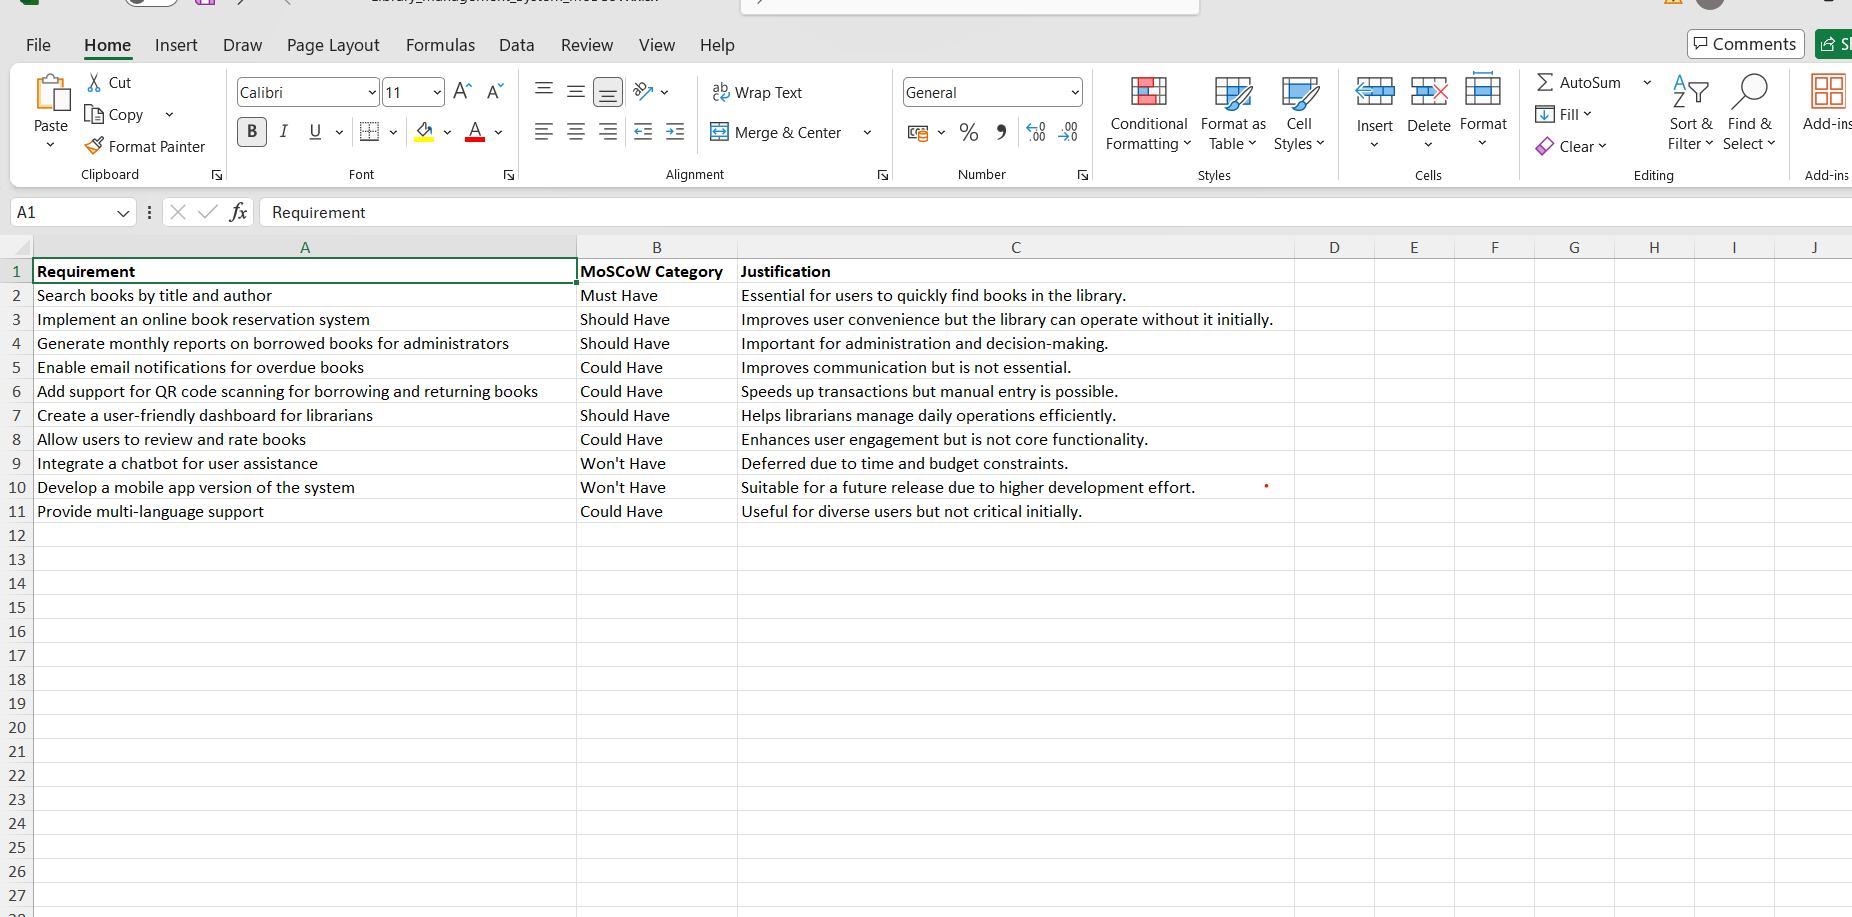 File Home Insert Draw Page Layout Formulas Data Review View Help Comments
Cut
Copy
Format Painter
Paste
Clipboard
Calibri 11
B I U A
Font
Wrap Text
Merge & Center
Alignment
General
Number
Conditional Formatting
Format as Table
Cell Styles
Styles
Insert Delete Format
Cells
AutoSum
Fill
Clear
Sort & Filter
Find & Select
Editing
Add-ins
A1 fx Requirement
A B C D E F G H I J
1 Requirement MoSCoW Category Justification
2 Search books by title and author Must Have Essential for users to quickly find books in the library.
3 Implement an online book reservation system Should Have Improves user convenience but the library can operate without it initially.
4 Generate monthly reports on borrowed books for administrators Should Have Important for administration and decision-making.
5 Enable email notifications for overdue books Could Have Improves communication but is not essential.
6 Add support for QR code scanning for borrowing and returning books Could Have Speeds up transactions but manual entry is possible.
7 Create a user-friendly dashboard for librarians Should Have Helps librarians manage daily operations efficiently.
8 Allow users to review and rate books Could Have Enhances user engagement but is not core functionality.
9 Integrate a chatbot for user assistance Won't Have Deferred due to time and budget constraints.
10 Develop a mobile app version of the system Won't Have Suitable for a future release due to higher development effort.
11 Provide multi-language support Could Have Useful for diverse users but not critical initially.
12
13
14
15
16
17
18
19
20
21
22
23
24
25
26
27